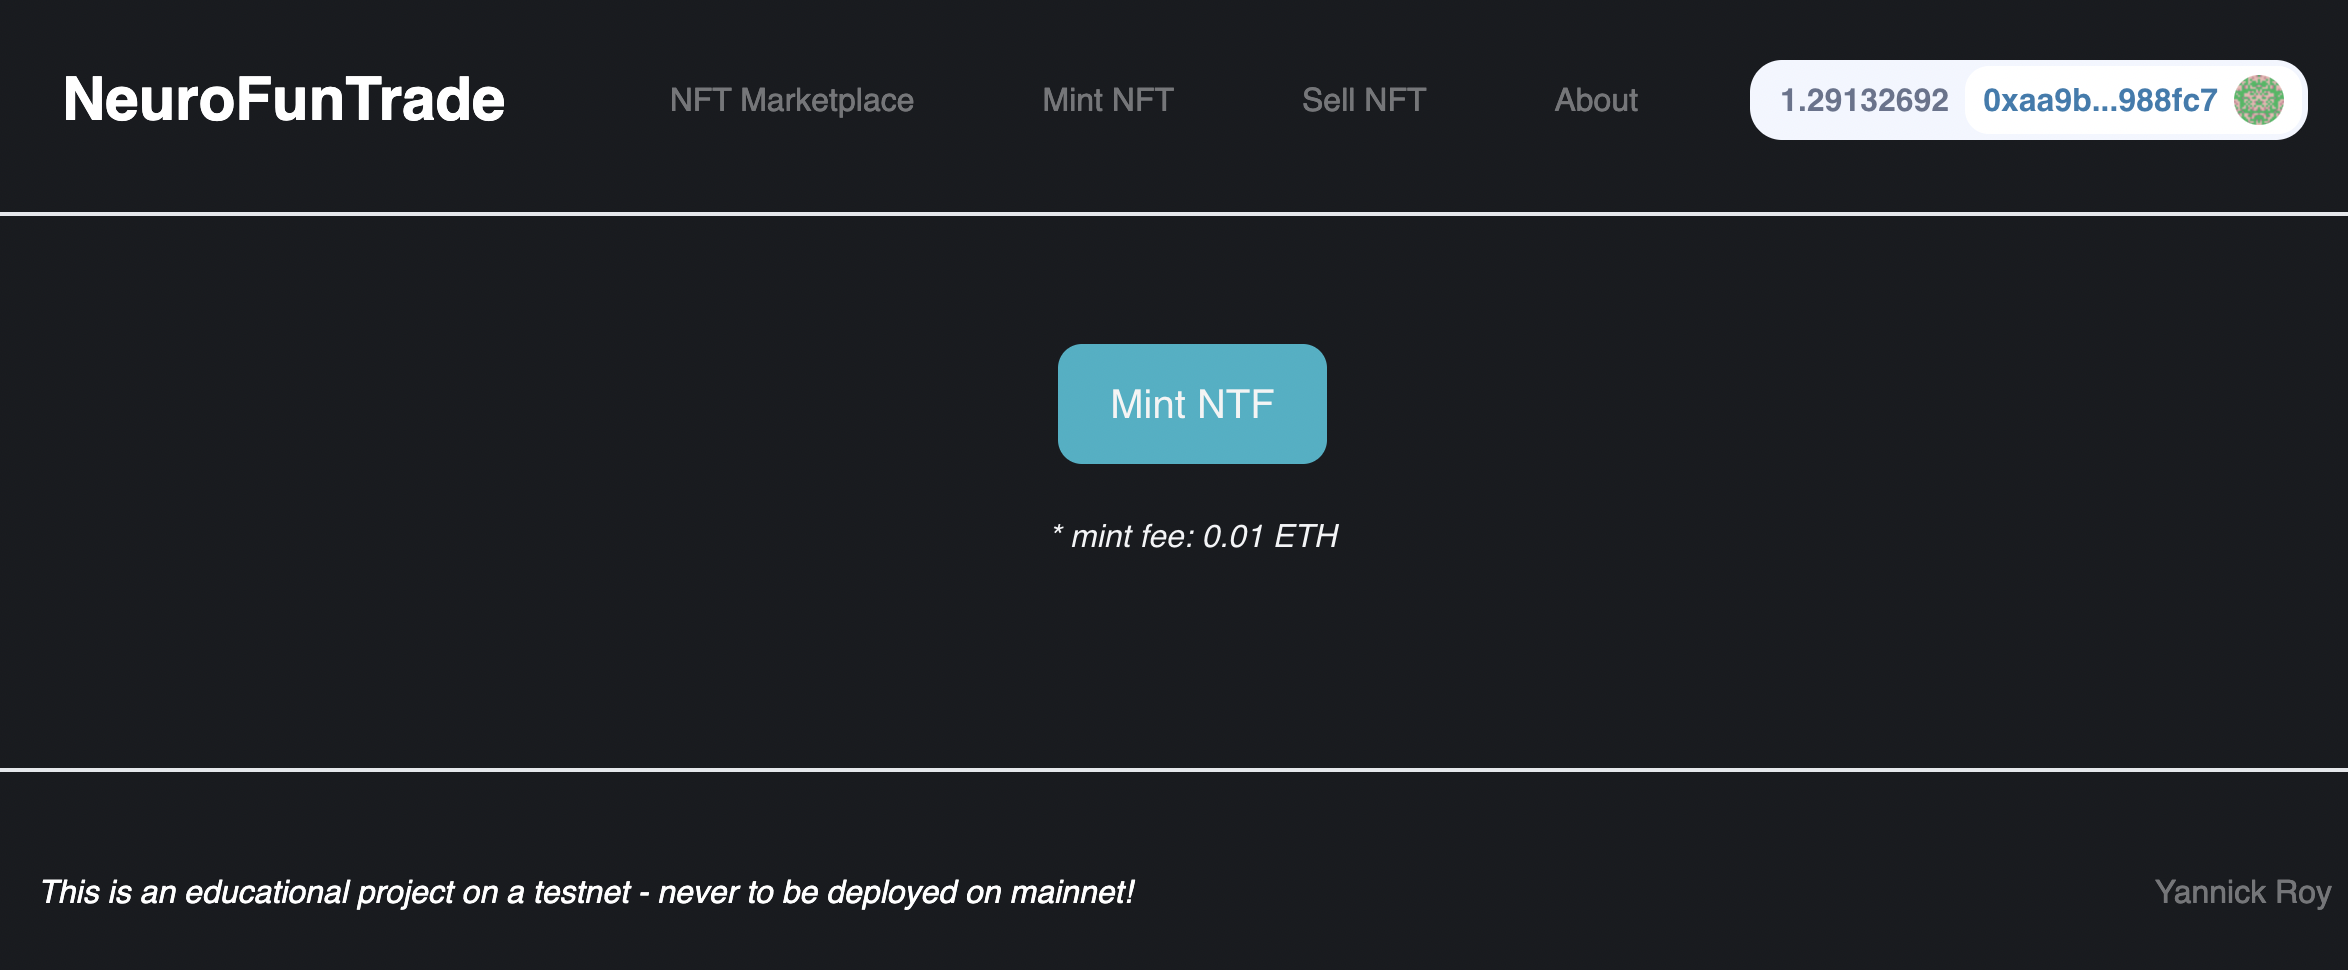 NeuroFunTrade
NFT Marketplace
Mint NFT
Sell NFT
About
1.29132692
0xaa9b...988fc7
Mint NTF
* mint fee: 0.01 ETH
This is an educational project on a testnet - never to be deployed on mainnet!
Yannick Roy